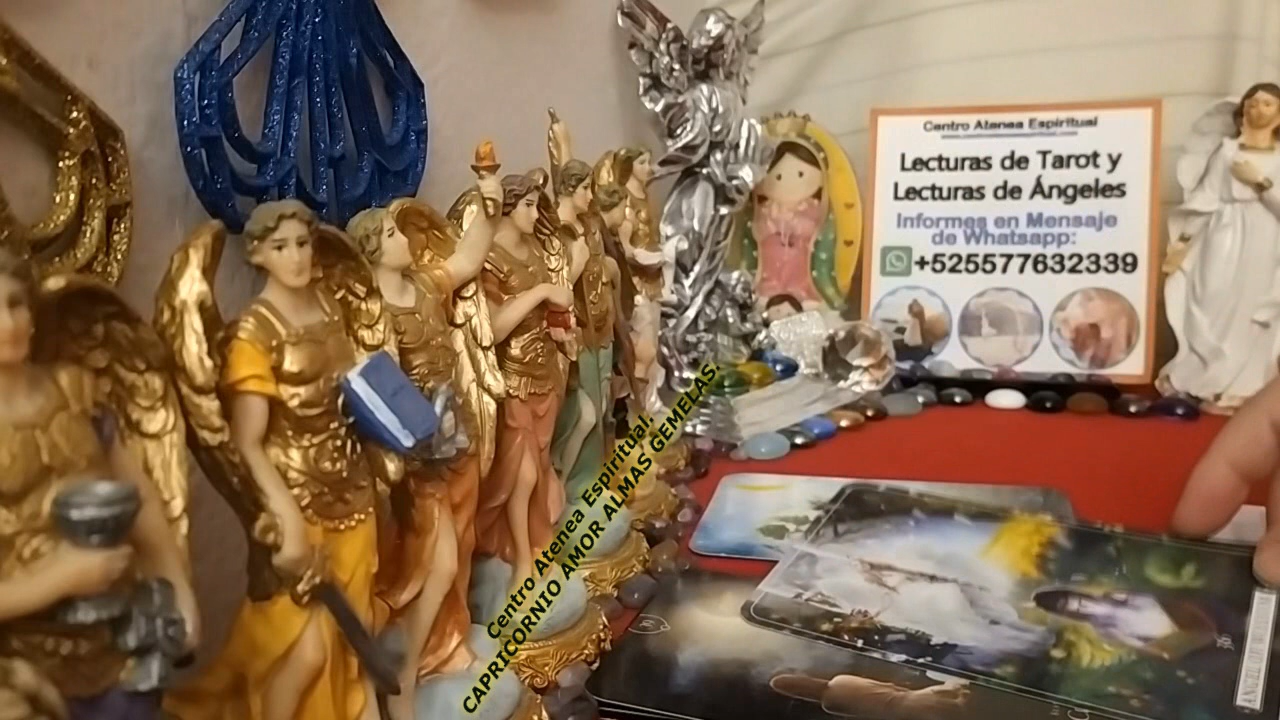 Centro Atenea Espiritual
Lecturas de Tarot y
Lecturas de Ángeles
Informes en Mensaje
de Whatsapp:
+525577632339
Centro Atenea Espiritual.
CAPRICORNIO AMOR ALMAS GEMELAS.